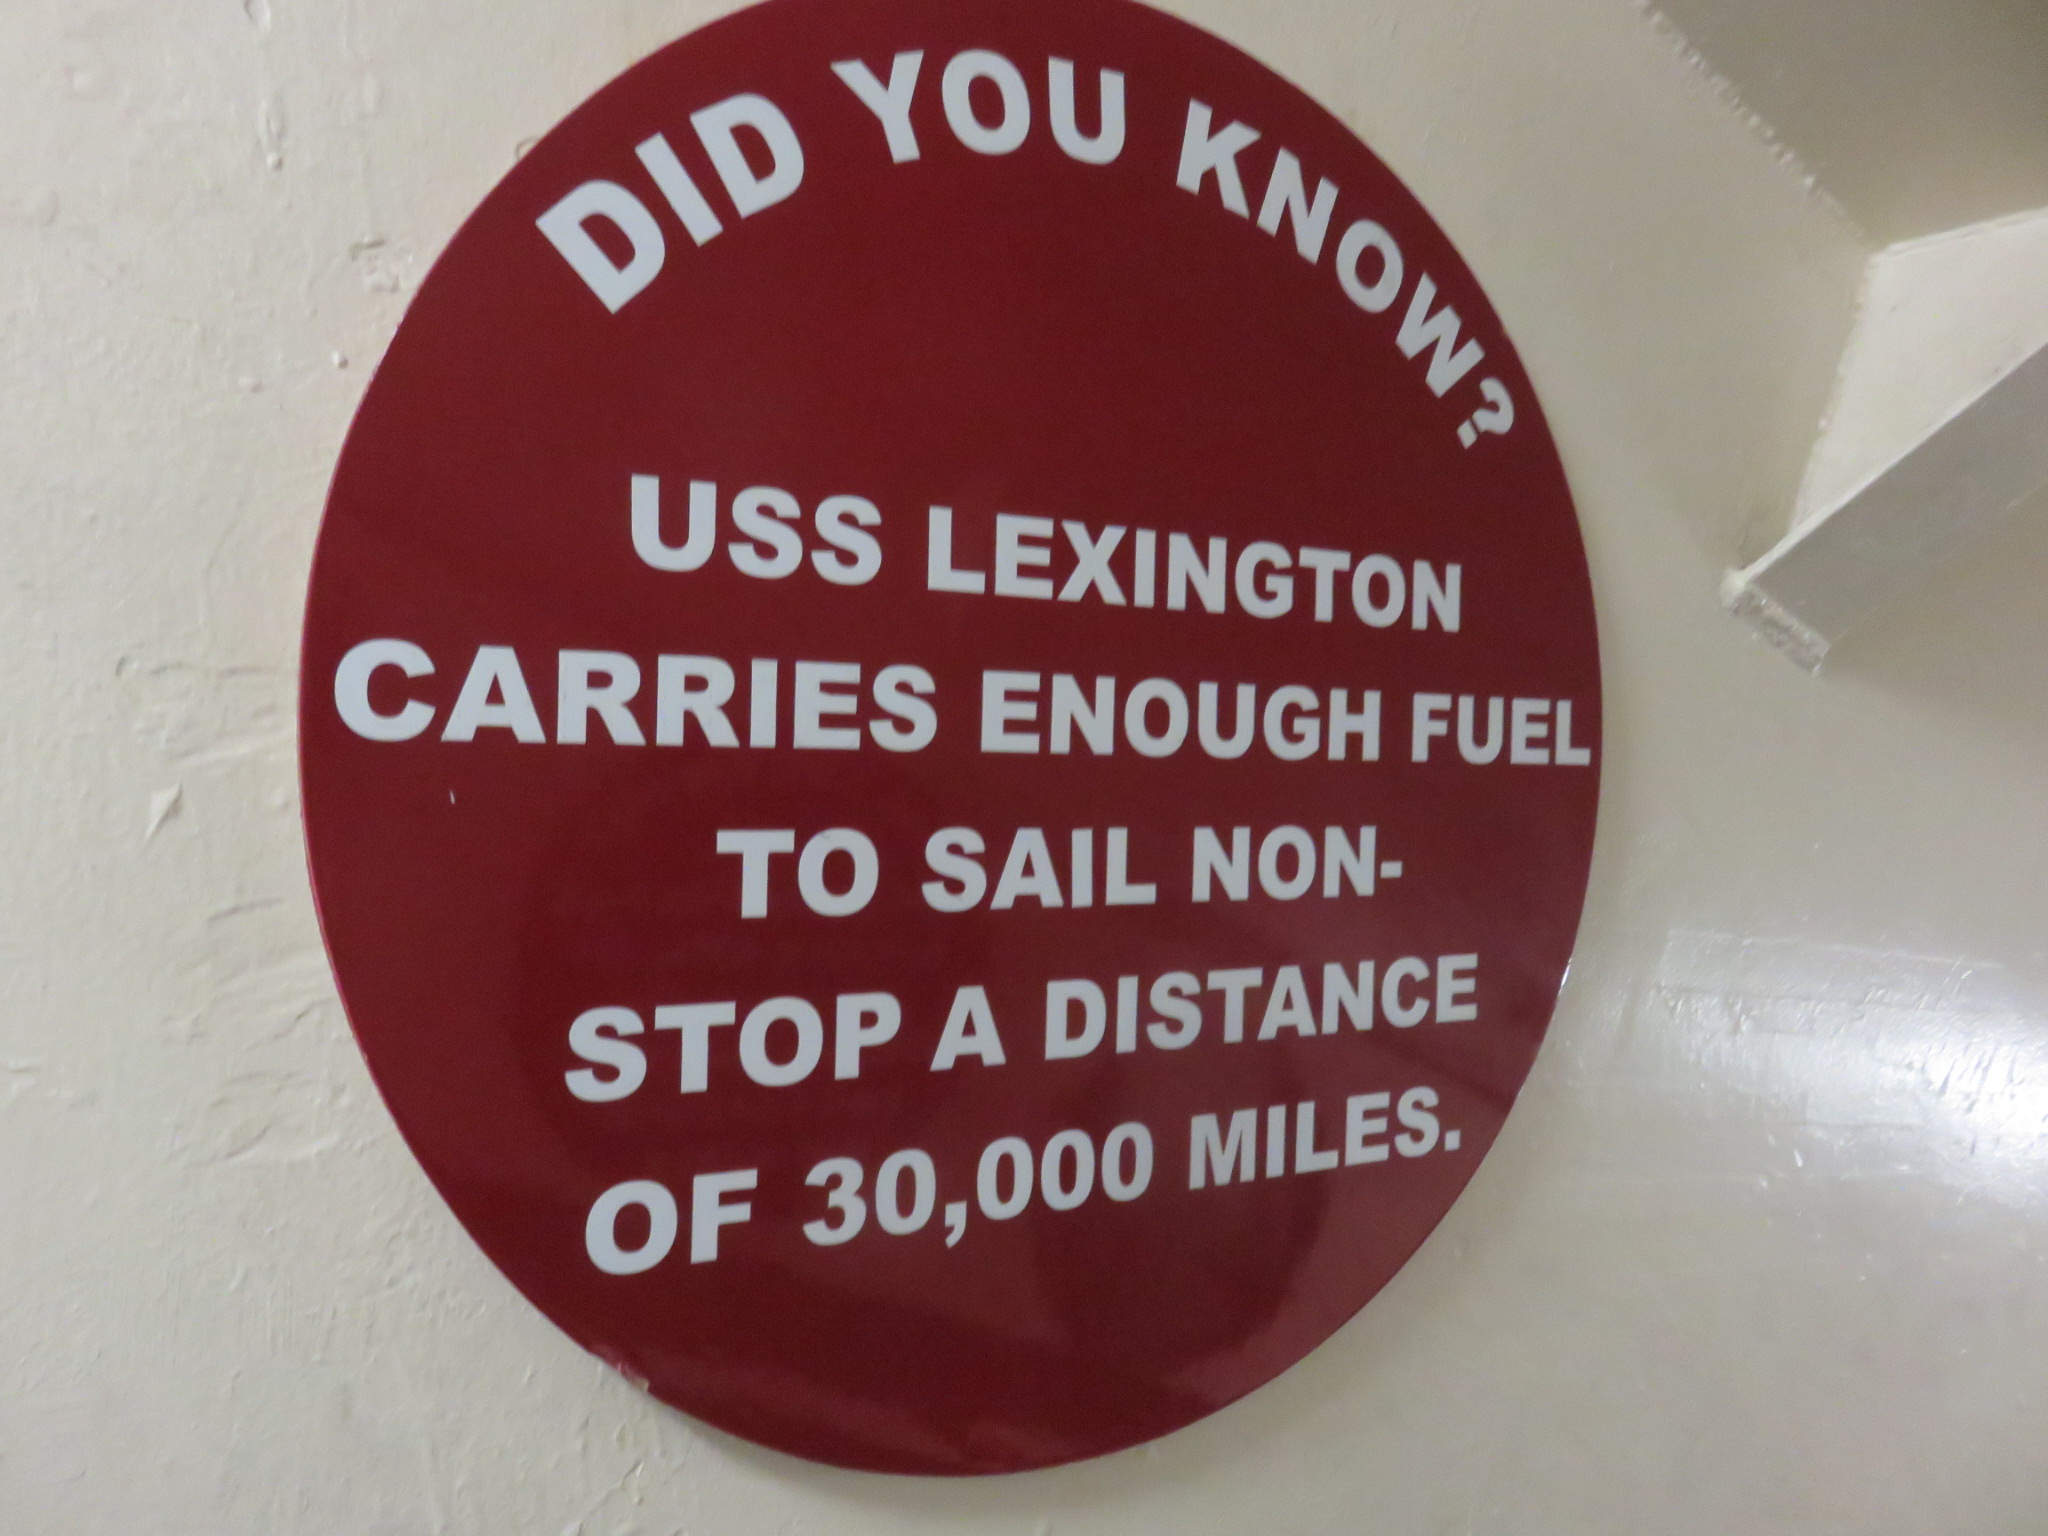 DID YOU KNOW?
USS LEXINGTON
CARRIES ENOUGH FUEL
TO SAIL NON-
STOP A DISTANCE
OF 30,000 MILES.